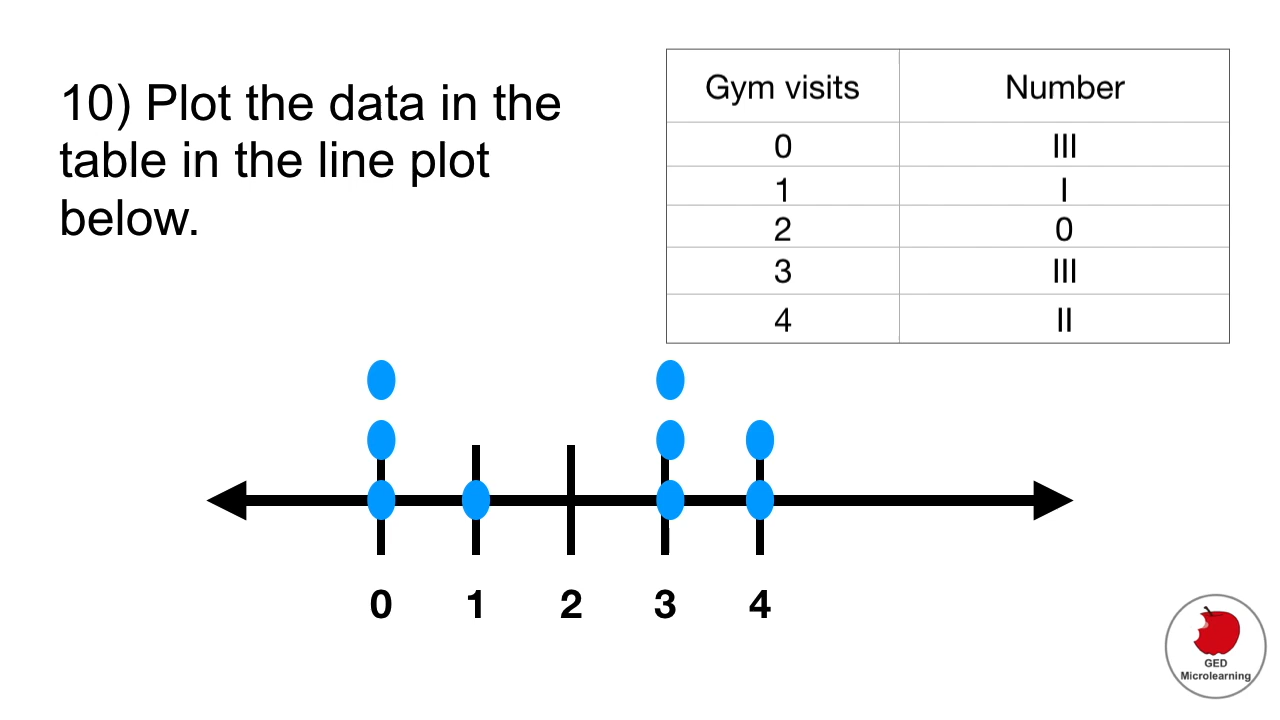 10) Plot the data in the
table in the line plot
below.
Gym visits Number
0 III
1 I
2 0
3 III
4 II
0 1 2 3 4
GED
Microlearning